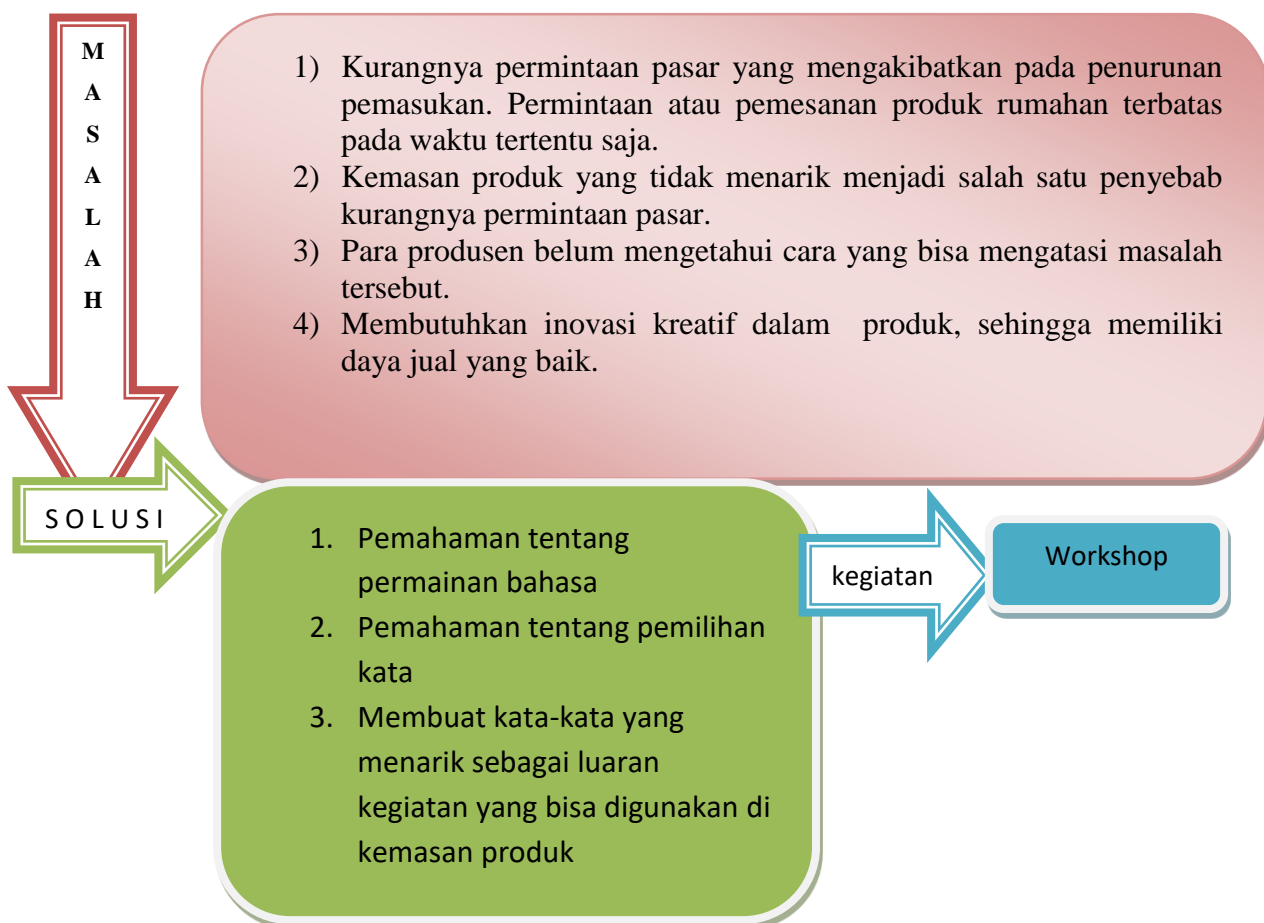 MASALAH
1) Kurangnya permintaan pasar yang mengakibatkan pada penurunan
pemasukan. Permintaan atau pemesanan produk rumahan terbatas
pada waktu tertentu saja.
2) Kemasan produk yang tidak menarik menjadi salah satu penyebab
kurangnya permintaan pasar.
3) Para produsen belum mengetahui cara yang bisa mengatasi masalah
tersebut.
4) Membutuhkan inovasi kreatif dalam produk, sehingga memiliki
daya jual yang baik.
S O L U S I
1. Pemahaman tentang
permainan bahasa
2. Pemahaman tentang pemilihan
kata
3. Membuat kata-kata yang
menarik sebagai luaran
kegiatan yang bisa digunakan di
kemasan produk
kegiatan
Workshop